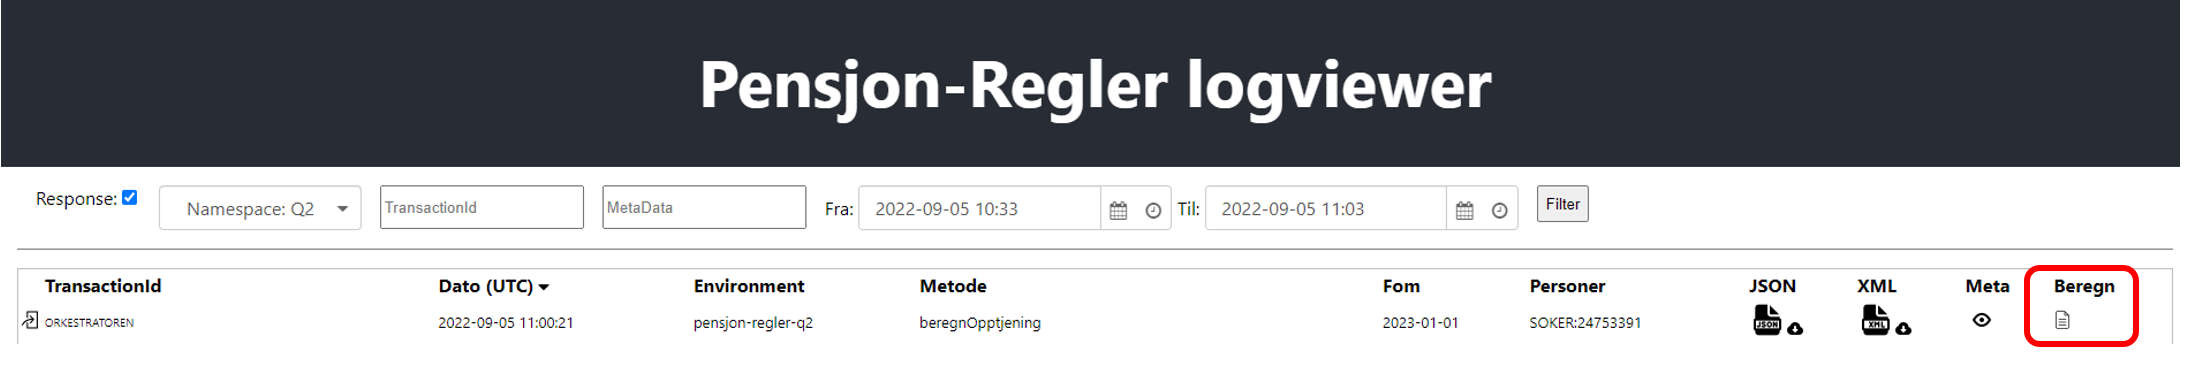 Pensjon-Regler logviewer
Response: Namespace: Q2 TransactionId MetaData Fra: 2022-09-05 10:33 Til: 2022-09-05 11:03 Filter
TransactionId Dato (UTC) Environment Metode Fom Personer JSON XML Meta Beregn
ORKESTRATOREN 2022-09-05 11:00:21 pensjon-regler-q2 beregnOpptjening 2023-01-01 SOKER:24753391 JSON XML